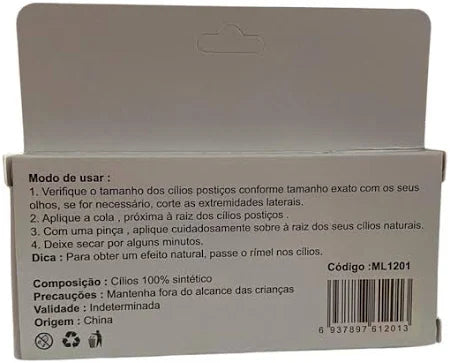 Modo de usar :
1. Verifique o tamanho dos cílios postiços conforme tamanho exato com os seus
olhos, se for necessário, corte as extremidades laterais.
2. Aplique a cola , próxima à raiz dos cílios postiços .
3. Com uma pinça , aplique cuidadosamente sobre à raiz dos seus cílios naturais.
4. Deixe secar por alguns minutos.
Dica : Para obter um efeito natural, passe o rímel nos cílios.
Código :ML1201
Composição : Cílios 100% sintético
Precauções : Mantenha fora do alcance das crianças
Validade : Indeterminada
Origem : China
6 937897 612013